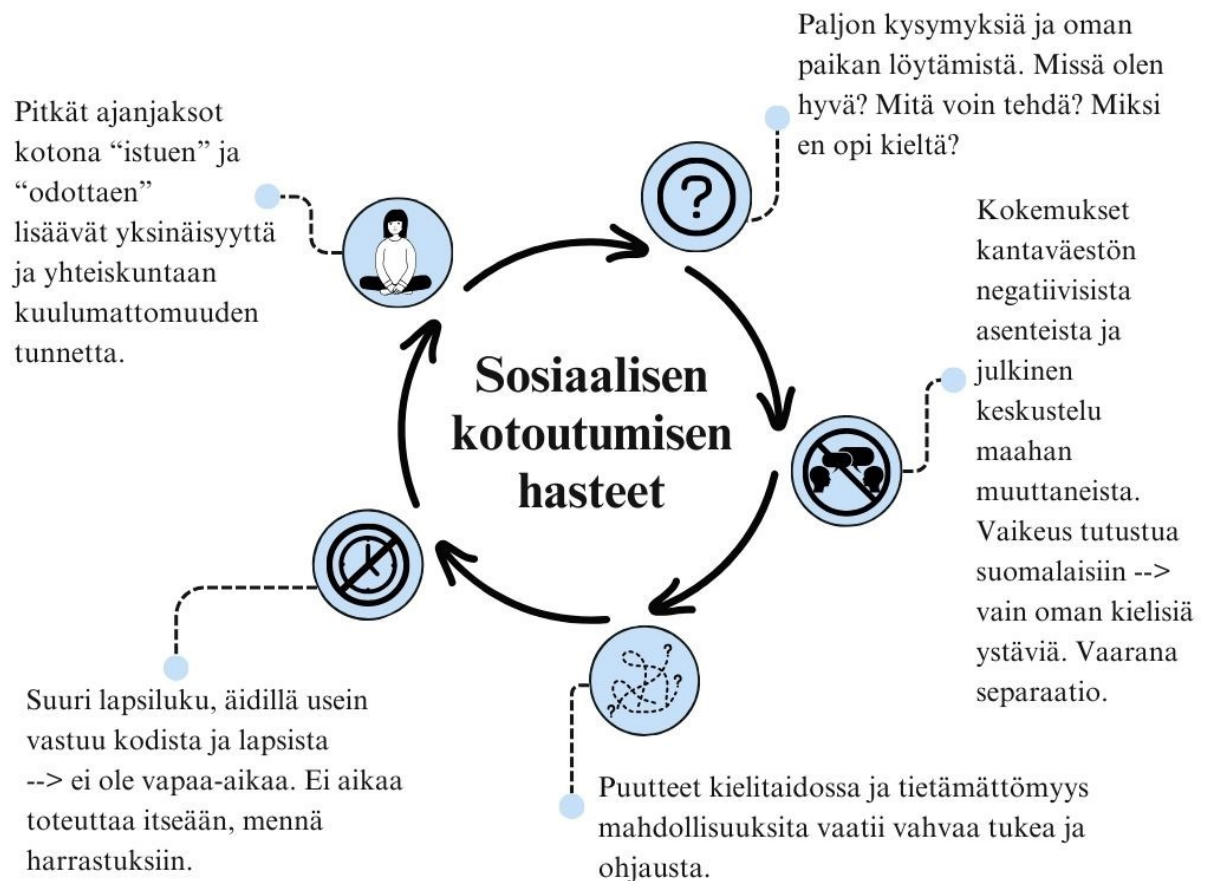 Sosiaalisen
kotoutumisen
hasteet
Paljon kysymyksiä ja oman
paikan löytämistä. Missä olen
hyvä? Mitä voin tehdä? Miksi
en opi kieltä?
Kokemukset
kantaväestön
negatiivisista
asenteista ja
julkinen
keskustelu
maahan
muuttaneista.
Vaikeus tutustua
suomalaisiin -->
vain oman kielisiä
ystäviä. Vaarana
separaatio.
Puutteet kielitaidossa ja tietämättömyys
mahdollisuuksita vaatii vahvaa tukea ja
ohjausta.
Suuri lapsiluku, äidillä usein
vastuu kodista ja lapsista
--> ei ole vapaa-aikaa. Ei aikaa
toteuttaa itseään, mennä
harrastuksiin.
Pitkät ajanjaksot
kotona “istuen” ja
“odottaen”
lisäävät yksinäisyyttä
ja yhteiskuntaan
kuulumattomuuden
tunnetta.
?
?
?
?